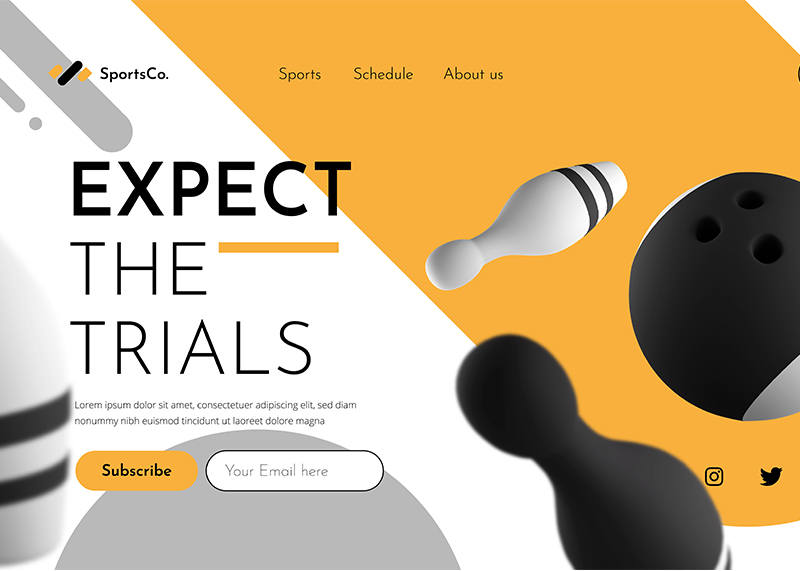 SportsCo.
Sports
Schedule
About us
EXPECT
THE
TRIALS
Lorem ipsum dolor sit amet, consectetuer adipiscing elit, sed diam
nonummy nibh euismod tincidunt ut laoreet dolore magna
Subscribe
Your Email here